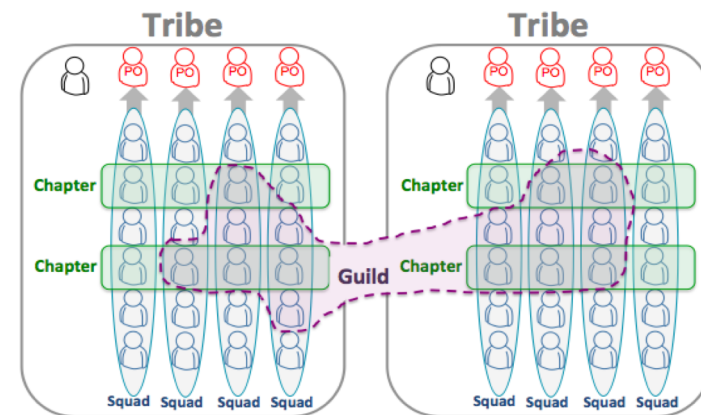 Tribe Tribe
PO PO PO PO PO PO PO PO
Chapter Chapter
Chapter Guild Chapter
Squad Squad Squad Squad Squad Squad Squad Squad